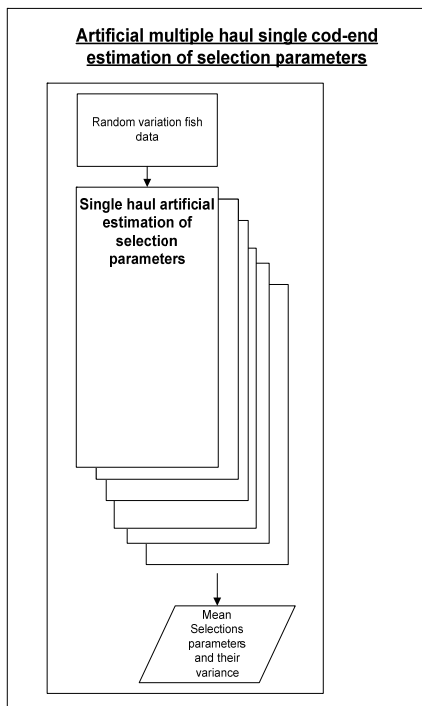 Artificial multiple haul single cod-end
estimation of selection parameters
Random variation fish
data
Single haul artificial
estimation of
selection
parameters
Mean
Selections
parameters
and their
variance